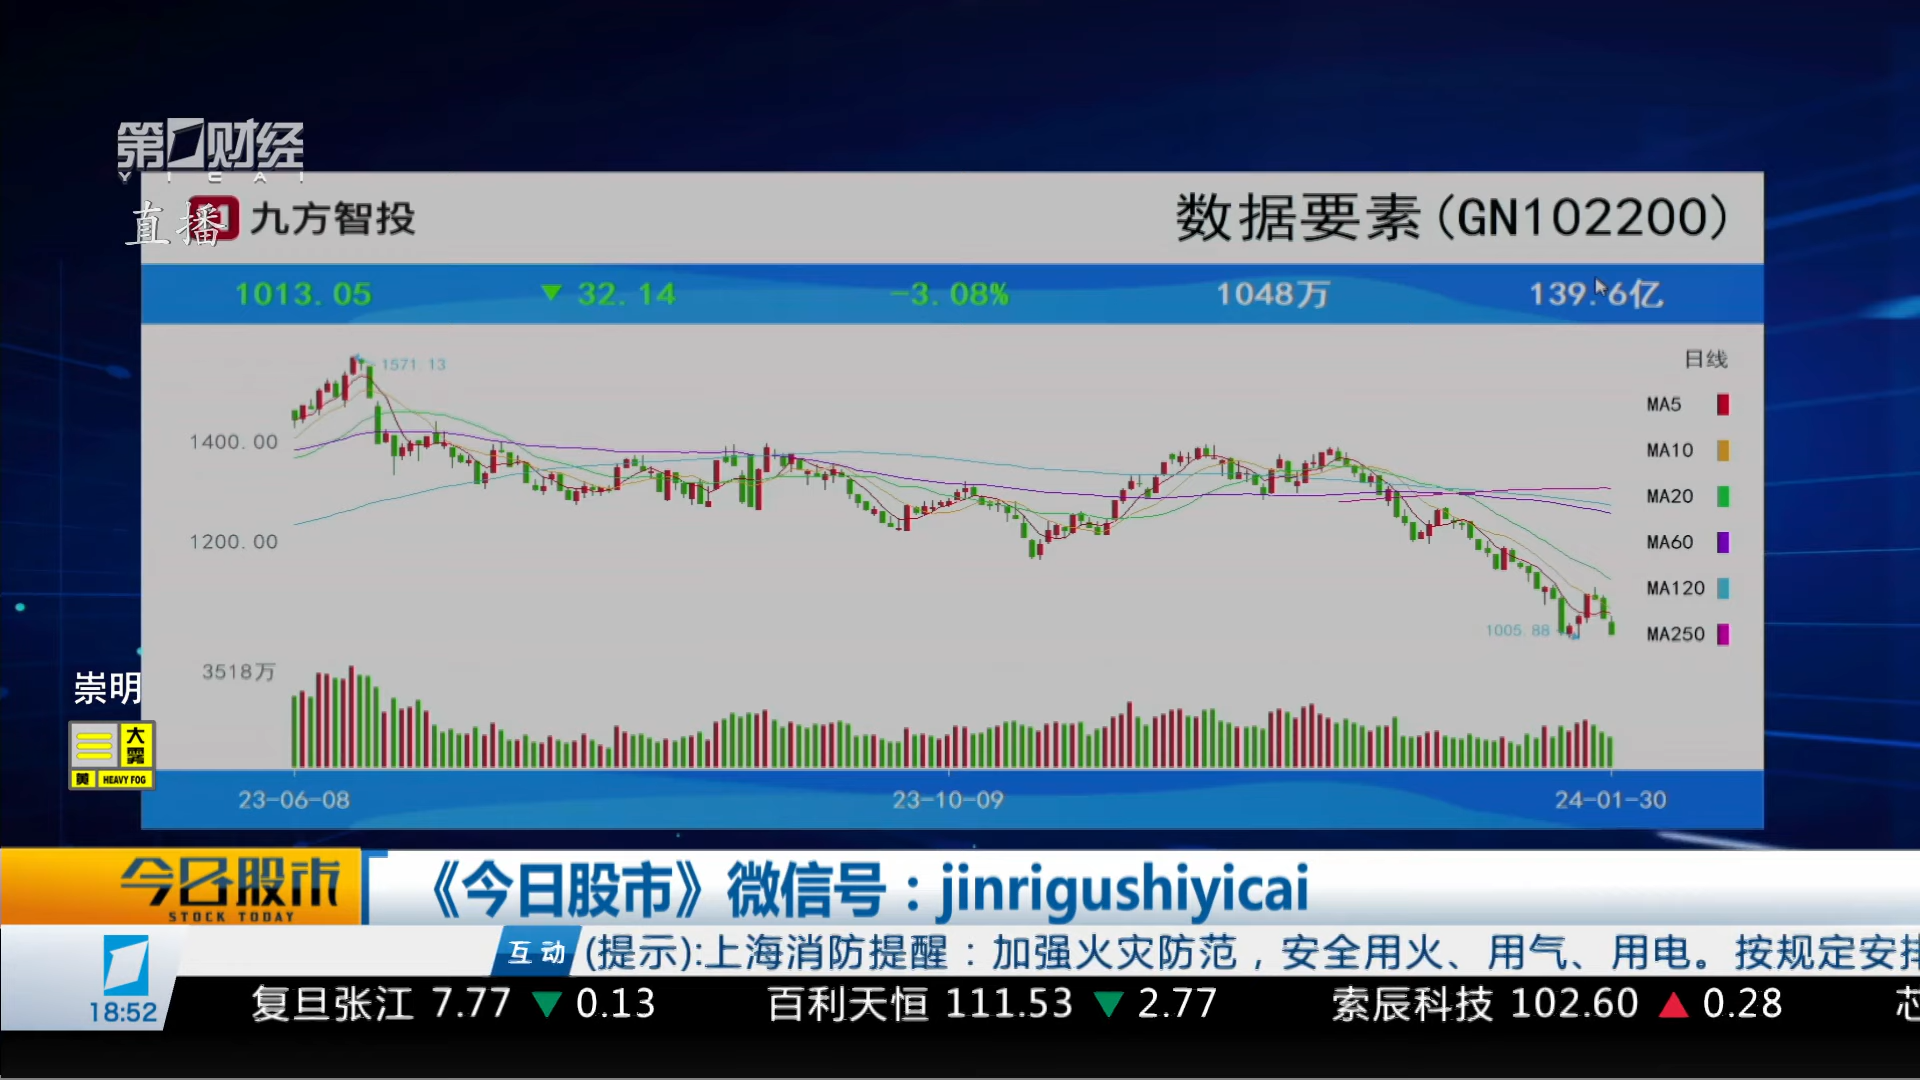 第一财经
YICAI
直播
九方智投
数据要素(GN102200)
1013.05 ▼ 32.14 -3.08% 1048万 139.76亿
日线
1571.13
1400.00
1200.00
1005.88
MA5
MA10
MA20
MA60
MA120
MA250
3518万
崇明
大雾
黄 HEAVY FOG
23-06-08 23-10-09 24-01-30
今日股市
STOCK TODAY
《今日股市》微信号：jinrigushiyicai
互动 (提示):上海消防提醒：加强火灾防范，安全用火、用气、用电。按规定安排
18:52
复旦张江 7.77 ▼ 0.13 百利天恒 111.53 ▼ 2.77 索辰科技 102.60 ▲ 0.28 芯